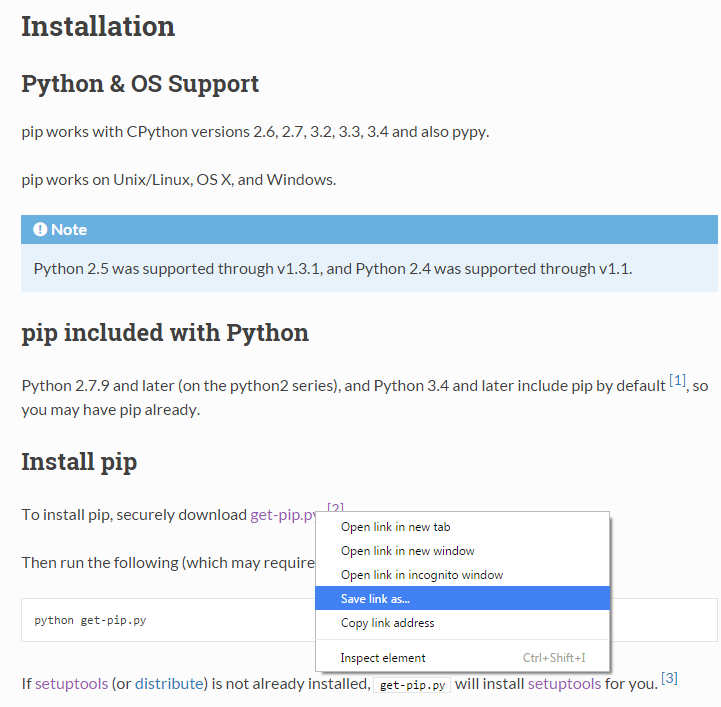 Installation
Python & OS Support
pip works with CPython versions 2.6, 2.7, 3.2, 3.3, 3.4 and also pypy.
pip works on Unix/Linux, OS X, and Windows.
Note
Python 2.5 was supported through v1.3.1, and Python 2.4 was supported through v1.1.
pip included with Python
Python 2.7.9 and later (on the python2 series), and Python 3.4 and later include pip by default [1], so
you may have pip already.
Install pip
To install pip, securely download get-pip.py [2]
Open link in new tab
Open link in new window
Then run the following (which may require
Open link in incognito window
Save link as...
python get-pip.py
Copy link address
Inspect element Ctrl+Shift+I
If setuptools (or distribute) is not already installed, get-pip.py will install setuptools for you. [3]